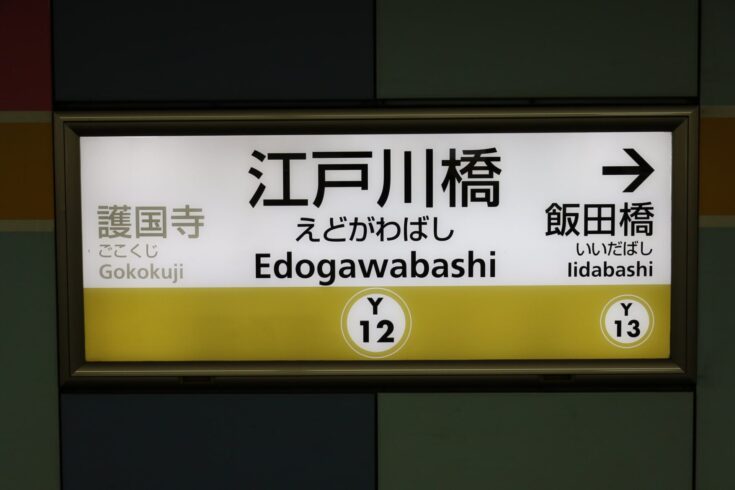 護国寺
ごこくじ
Gokokuji
江戸川橋
えどがわばし
Edogawabashi
Y
12
→
飯田橋
いいだばし
Iidabashi
Y
13